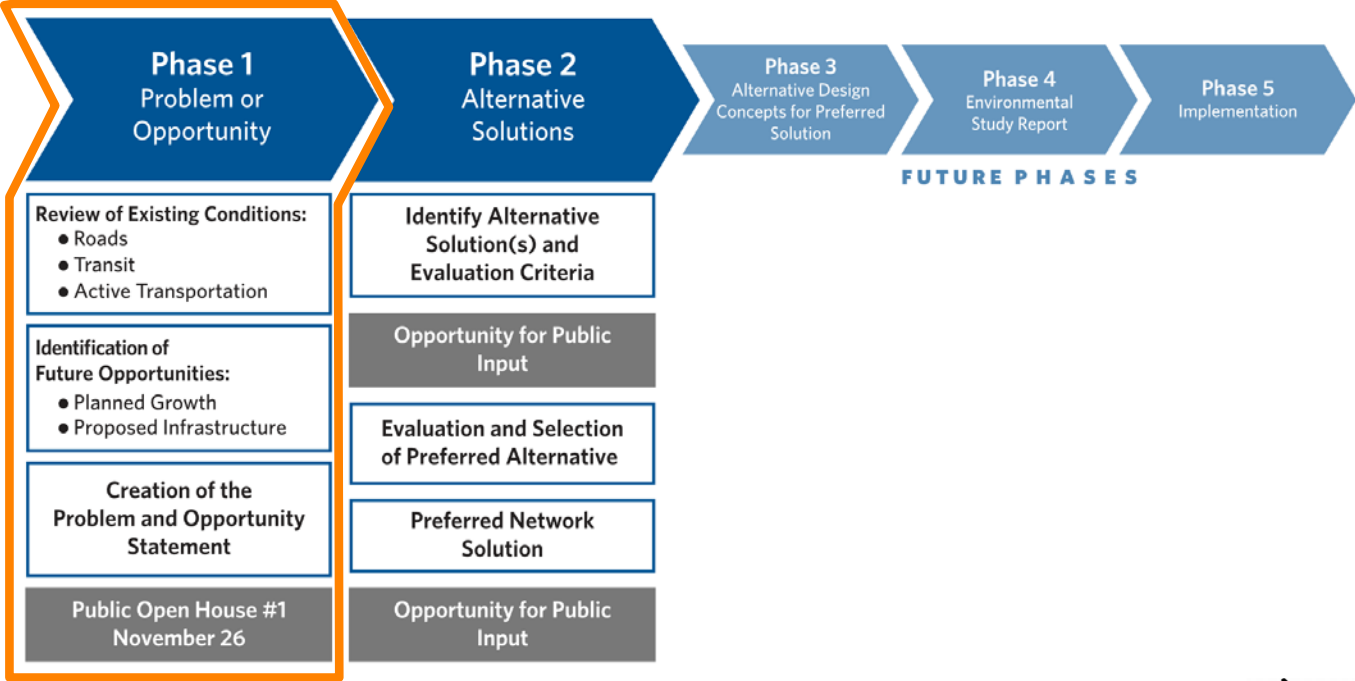 Phase 1
Problem or
Opportunity
Phase 2
Alternative
Solutions
Phase 3
Alternative Design
Concepts for Preferred
Solution
Phase 4
Environmental
Study Report
Phase 5
Implementation
FUTURE PHASES
Review of Existing Conditions:
● Roads
● Transit
● Active Transportation
Identification of
Future Opportunities:
● Planned Growth
● Proposed Infrastructure
Creation of the
Problem and Opportunity
Statement
Public Open House #1
November 26
Identify Alternative
Solution(s) and
Evaluation Criteria
Opportunity for Public
Input
Evaluation and Selection
of Preferred Alternative
Preferred Network
Solution
Opportunity for Public
Input